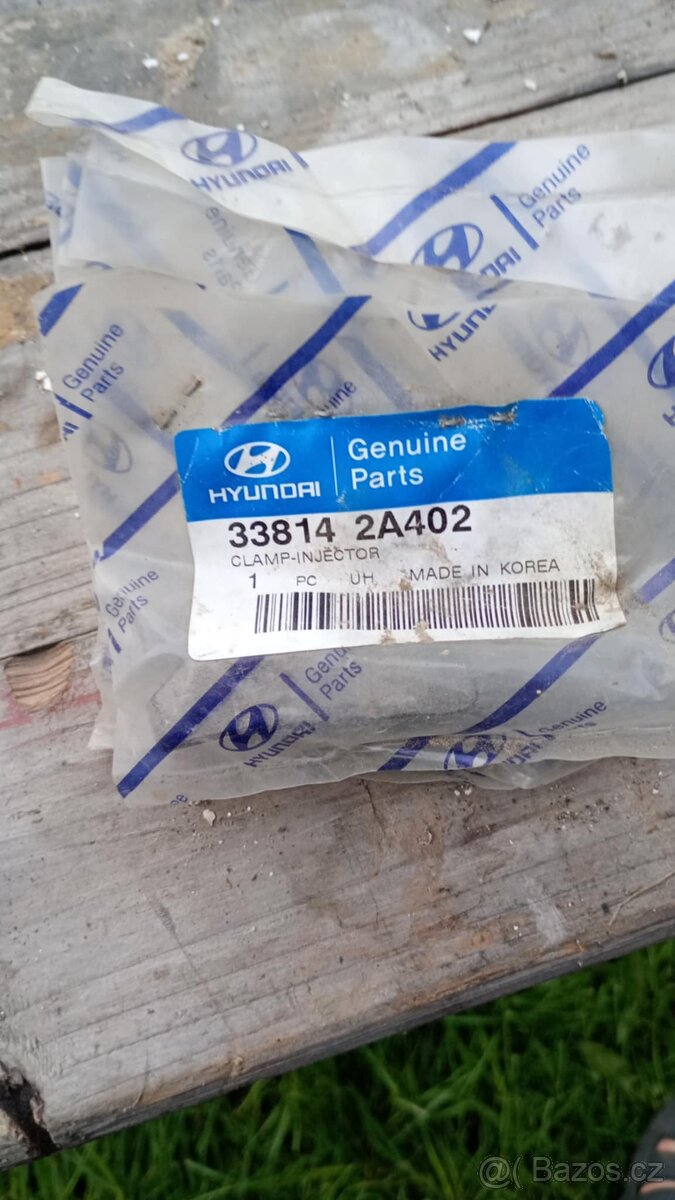 HYUNDAI
Genuine
Parts
HYUNDAI
HYUNDAI
Genuine
Parts
Genuine
HYUNDAI
Genuine
Parts
33814 2A402
CLAMP-INJECTOR
1 PC UH MADE IN KOREA
Genuine
Parts
Genuine
Parts
HYUNDAI
Genuine
@( Bazos.cz